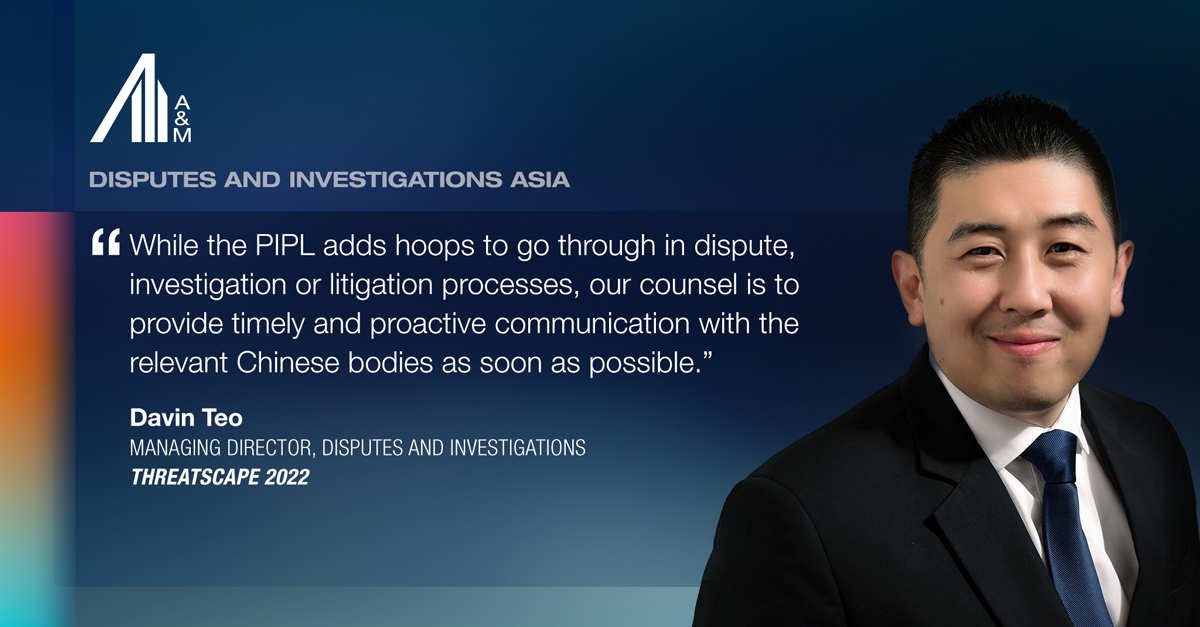 A
&
M
DISPUTES AND INVESTIGATIONS ASIA
“While the PIPL adds hoops to go through in dispute,
investigation or litigation processes, our counsel is to
provide timely and proactive communication with the
relevant Chinese bodies as soon as possible.”
Davin Teo
MANAGING DIRECTOR, DISPUTES AND INVESTIGATIONS
THREATSCAPE 2022